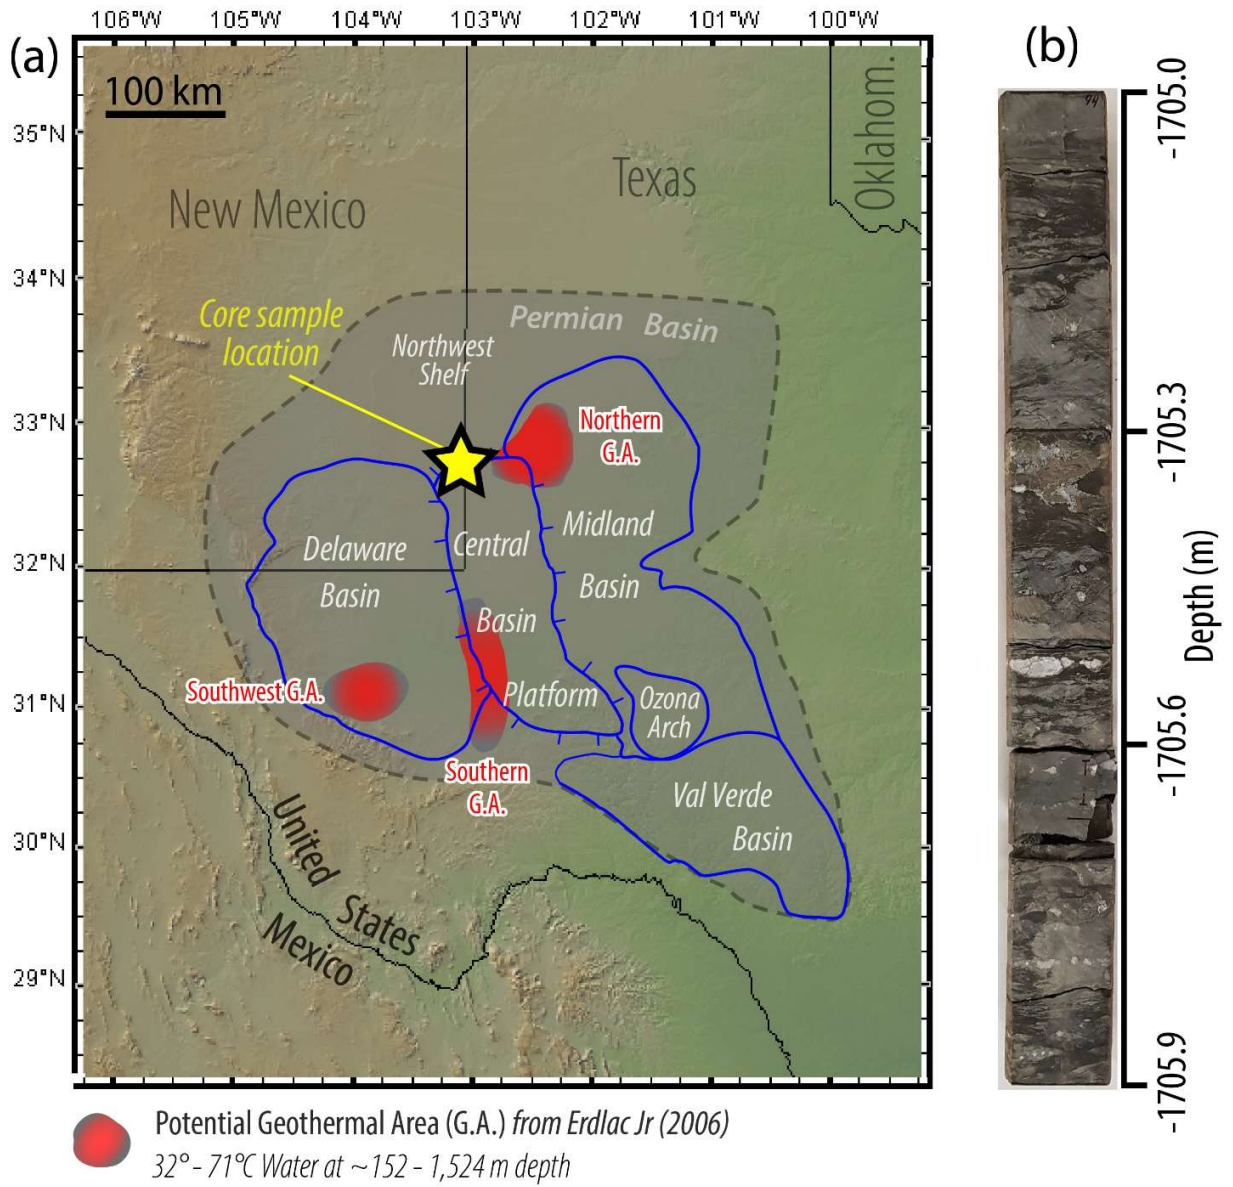 106°W 105°W 104°W 103°W 102°W 101°W 100°W
(a)
(b)
100 km
35°N
34°N
33°N
32°N
31°N
30°N
29°N
New Mexico
Texas
Oklahom.
Core sample
location
Permian Basin
Northwest
Shelf
Northern
G.A.
Delaware
Basin
Central
Basin
Platform
Midland
Basin
Southwest G.A.
Southern
G.A.
Ozona
Arch
Val Verde
Basin
United States
Mexico
94
-1705.0
-1705.3
-1705.6
-1705.9
Depth (m)
Potential Geothermal Area (G.A.) from Erdlac Jr (2006)
32° - 71°C Water at ~152 - 1,524 m depth